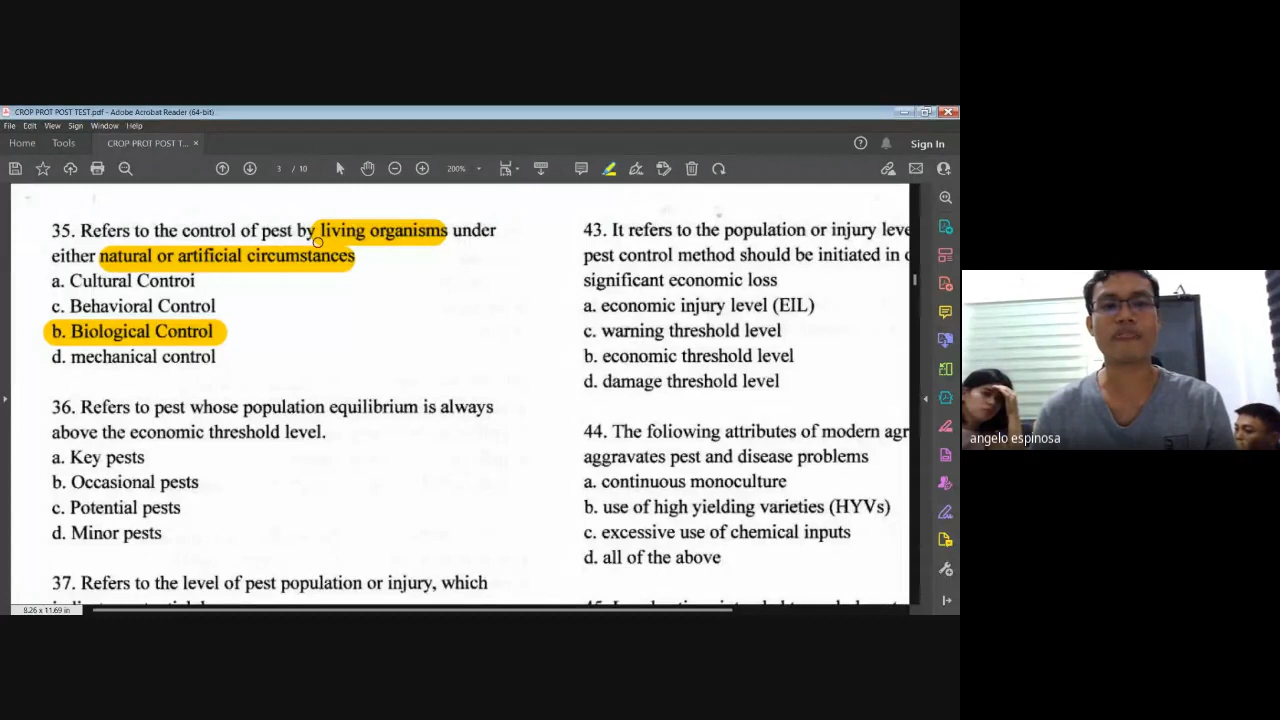 CROP PROT POST TEST.pdf - Adobe Acrobat Reader (64-bit)
File Edit View Sign Window Help
Home Tools CROP PROT POST T... × Sign In
3 / 10 200%
35. Refers to the control of pest by living organisms under
either natural or artificial circumstances
a. Cultural Controi
c. Behavioral Control
b. Biological Control
d. mechanical control
36. Refers to pest whose population equilibrium is always
above the economic threshold level.
a. Key pests
b. Occasional pests
c. Potential pests
d. Minor pests
37. Refers to the level of pest population or injury, which
43. It refers to the population or injury leve
pest control method should be initiated in
significant economic loss
a. economic injury level (EIL)
c. warning threshold level
b. economic threshold level
d. damage threshold level
44. The foliowing attributes of modern agr
aggravates pest and disease problems
a. continuous monoculture
b. use of high yielding varieties (HYVs)
c. excessive use of chemical inputs
d. all of the above
8.26 x 11.69 in
angelo espinosa